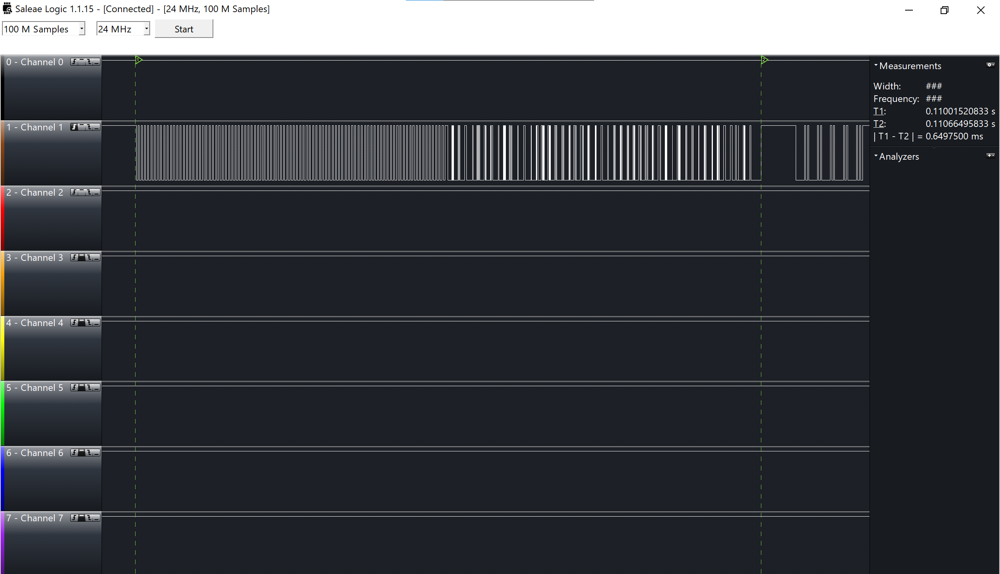 Saleae Logic 1.1.15 - [Connected] - [24 MHz, 100 M Samples]
100 M Samples
24 MHz
Start
0 - Channel 0
1
2
Measurements
Width: ###
Frequency: ###
T1: 0.11001520833 s
T2: 0.11066495833 s
| T1 - T2 | = 0.6497500 ms
Analyzers
1 - Channel 1
2 - Channel 2
3 - Channel 3
4 - Channel 4
5 - Channel 5
6 - Channel 6
7 - Channel 7